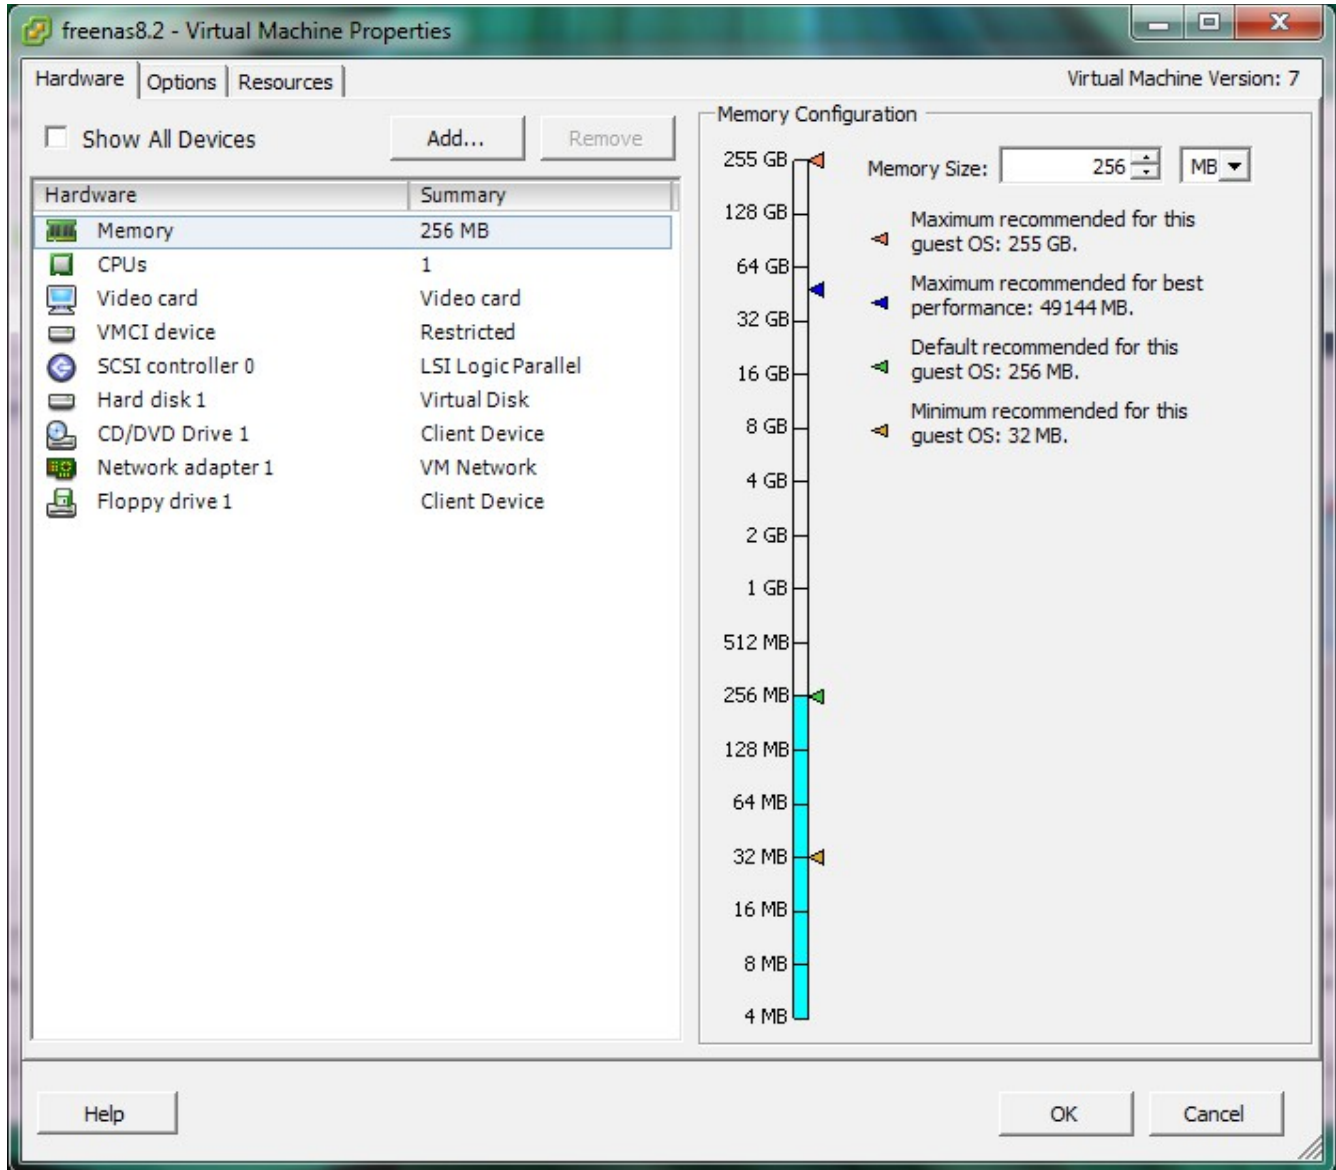 freenas8.2 - Virtual Machine Properties
Hardware Options Resources
Virtual Machine Version: 7
Show All Devices
Add...
Remove
Hardware Summary
Memory 256 MB
CPUs 1
Video card Video card
VMCI device Restricted
SCSI controller 0 LSI Logic Parallel
Hard disk 1 Virtual Disk
CD/DVD Drive 1 Client Device
Network adapter 1 VM Network
Floppy drive 1 Client Device
Memory Configuration
255 GB
128 GB
64 GB
32 GB
16 GB
8 GB
4 GB
2 GB
1 GB
512 MB
256 MB
128 MB
64 MB
32 MB
16 MB
8 MB
4 MB
Memory Size: 256 MB
Maximum recommended for this
guest OS: 255 GB.
Maximum recommended for best
performance: 49144 MB.
Default recommended for this
guest OS: 256 MB.
Minimum recommended for this
guest OS: 32 MB.
Help
OK
Cancel